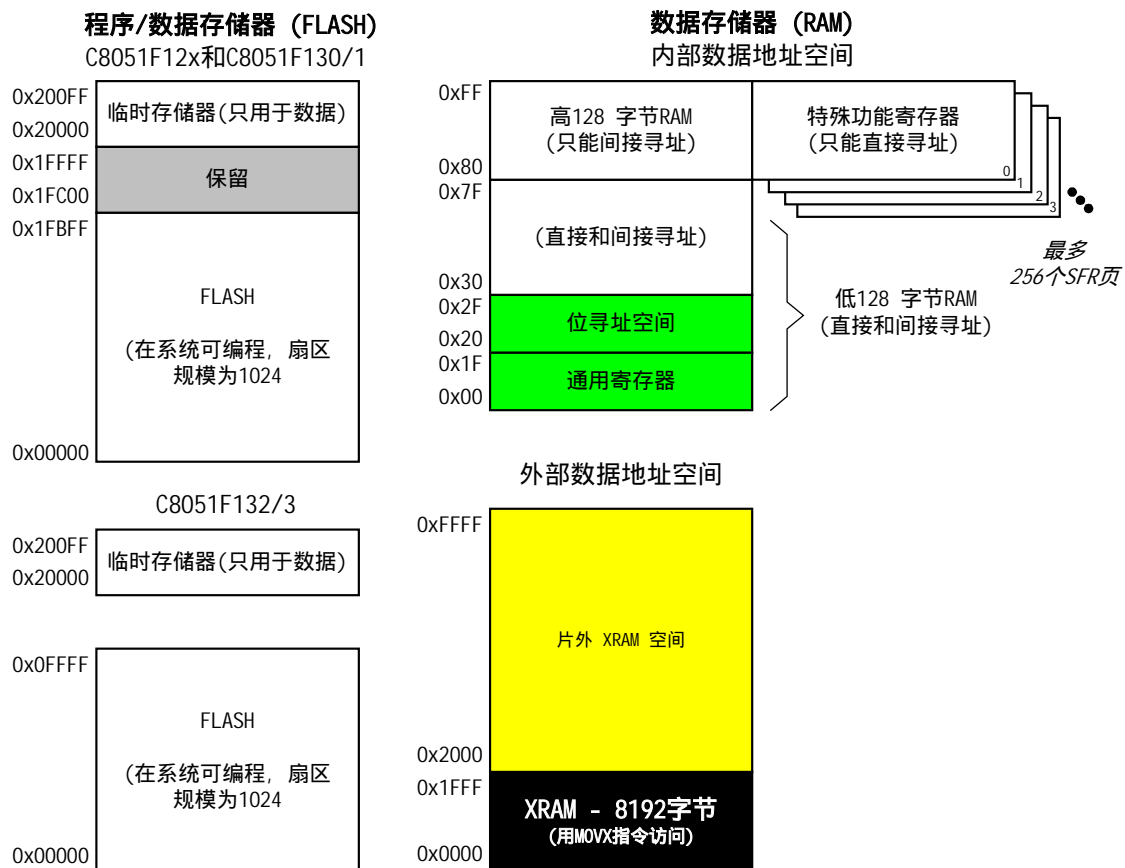 程序/数据存储器 (FLASH)
C8051F12x和C8051F130/1
0x200FF
临时存储器(只用于数据)
0x20000
0x1FFFF
保留
0x1FC00
0x1FBFF
FLASH
(在系统可编程, 扇区
规模为1024
0x00000
C8051F132/3
0x200FF
临时存储器(只用于数据)
0x20000
0x0FFFF
FLASH
(在系统可编程, 扇区
规模为1024
0x00000
数据存储器 (RAM)
内部数据地址空间
0xFF
高128 字节RAM
(只能间接寻址)
0x80
特殊功能寄存器
(只能直接寻址)
0
1
2
3
最多
256个SFR页
0x7F
(直接和间接寻址)
0x30
0x2F
位寻址空间
0x20
0x1F
通用寄存器
0x00
低128 字节RAM
(直接和间接寻址)
外部数据地址空间
0xFFFF
片外 XRAM 空间
0x2000
0x1FFF
XRAM - 8192字节
(用MOVX指令访问)
0x0000